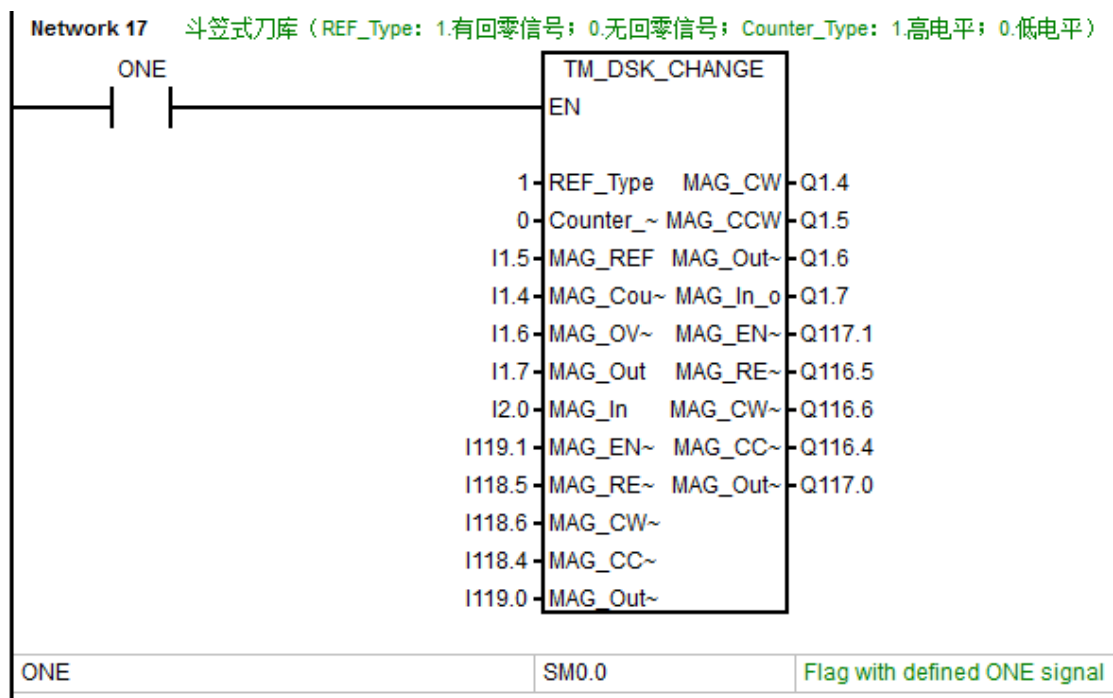 Network 17 斗笠式刀库（REF_Type：1.有回零信号；0.无回零信号；Counter_Type：1.高电平；0.低电平）
ONE TM_DSK_CHANGE
EN
1 REF_Type MAG_CW Q1.4
0 Counter_~ MAG_CCW Q1.5
I1.5 MAG_REF MAG_Out~ Q1.6
I1.4 MAG_Cou~ MAG_In_o Q1.7
I1.6 MAG_OV~ MAG_EN~ Q117.1
I1.7 MAG_Out MAG_RE~ Q116.5
I2.0 MAG_In MAG_CW~ Q116.6
I119.1 MAG_EN~ MAG_CC~ Q116.4
I118.5 MAG_RE~ MAG_Out~ Q117.0
I118.6 MAG_CW~
I118.4 MAG_CC~
I119.0 MAG_Out~
ONE SM0.0 Flag with defined ONE signal